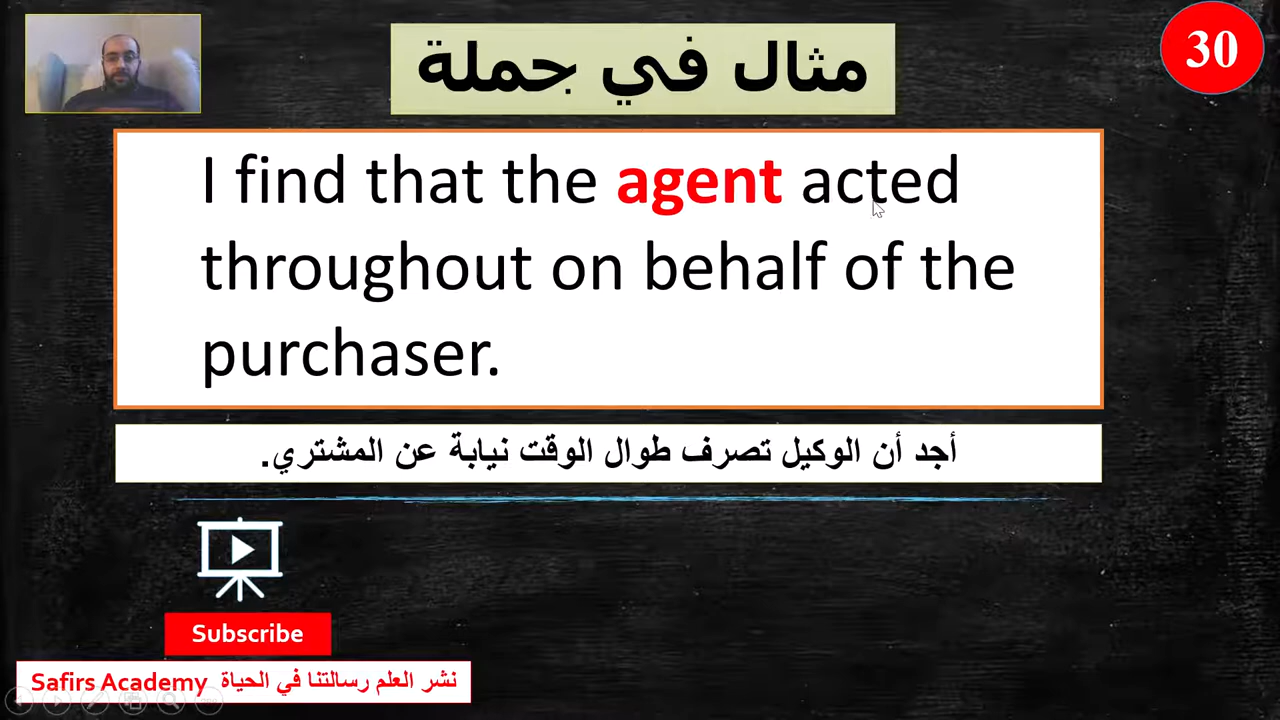 مثال في جملة
30
I find that the agent acted
throughout on behalf of the
purchaser.
أجد أن الوكيل تصرف طوال الوقت نيابة عن المشتري.
Subscribe
Safirs Academy نشر العلم رسالتنا في الحياة